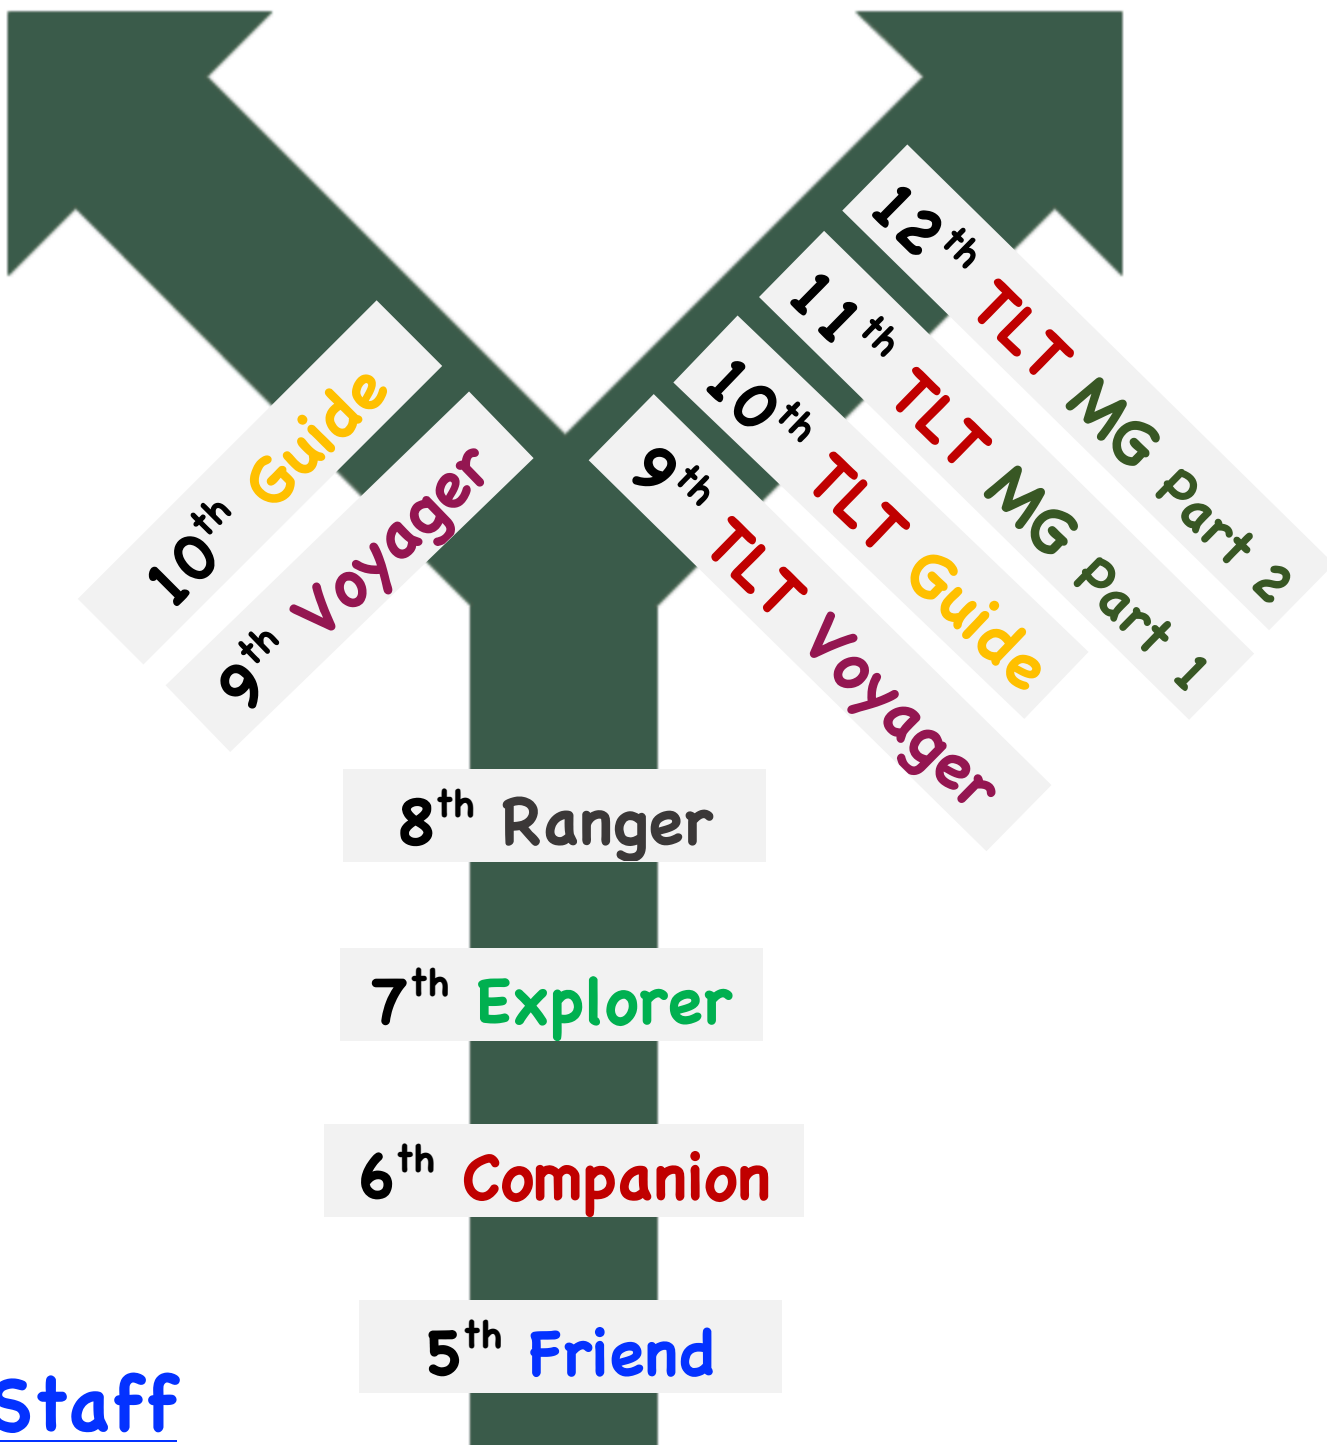 12th TLT MG Part 2
11th TLT MG Part 1
10th TLT Guide
9th TLT Voyager
10th Guide
9th Voyager
8th Ranger
7th Explorer
6th Companion
5th Friend
Staff